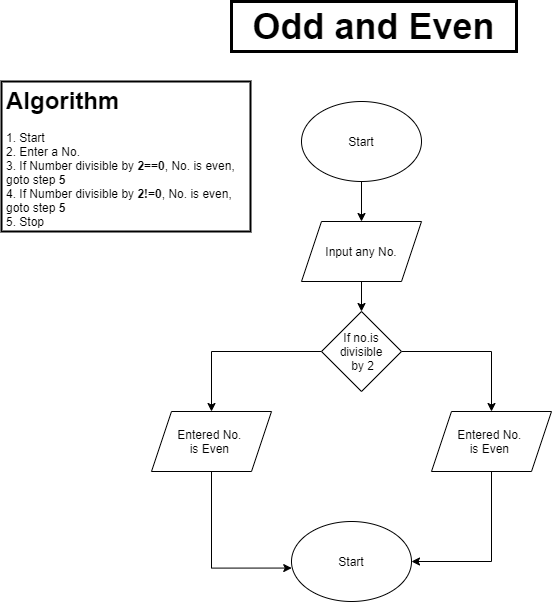 Odd and Even
Algorithm
1. Start
2. Enter a No.
3. If Number divisible by 2==0, No. is even,
goto step 5
4. If Number divisible by 2!=0, No. is even,
goto step 5
5. Stop
Start
Input any No.
If no.is
divisible
by 2
Entered No.
is Even
Entered No.
is Even
Start